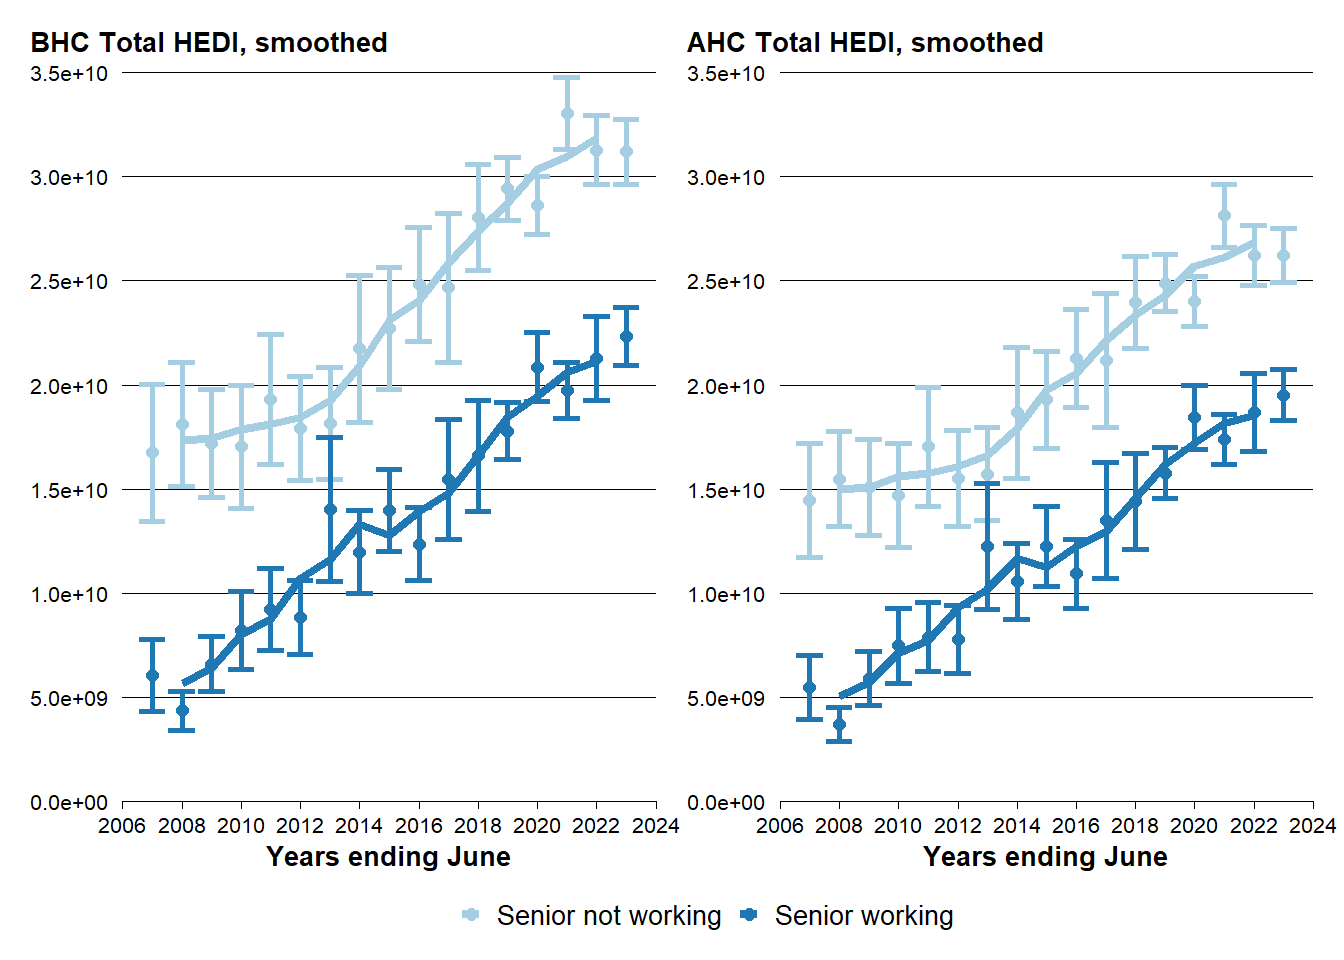 BHC Total HEDI, smoothed
3.5e+10
3.0e+10
2.5e+10
2.0e+10
1.5e+10
1.0e+10
5.0e+09
0.0e+00
2006 2008 2010 2012 2014 2016 2018 2020 2022 2024
Years ending June
AHC Total HEDI, smoothed
3.5e+10
3.0e+10
2.5e+10
2.0e+10
1.5e+10
1.0e+10
5.0e+09
0.0e+00
2006 2008 2010 2012 2014 2016 2018 2020 2022 2024
Years ending June
Senior not working Senior working